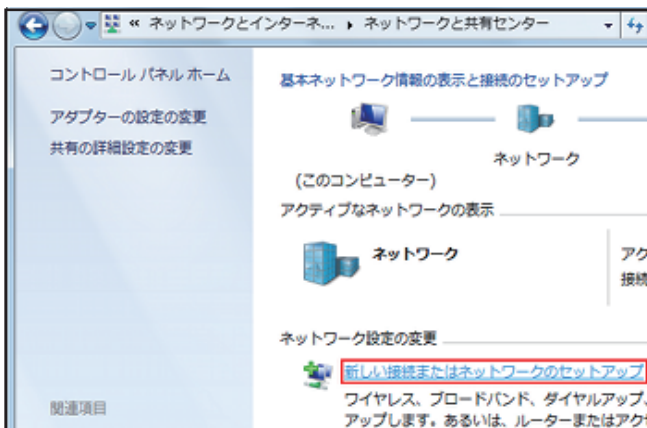 « ネットワークとインターネ... ▸ ネットワークと共有センター
コントロール パネル ホーム
アダプターの設定の変更
共有の詳細設定の変更
関連項目
基本ネットワーク情報の表示と接続のセットアップ
ネットワーク
(このコンピューター)
アクティブなネットワークの表示
ネットワーク
アク
接続
ネットワーク設定の変更
新しい接続またはネットワークのセットアップ
ワイヤレス、ブロードバンド、ダイヤルアップ、
アップします。あるいは、ルーターまたはアクセ